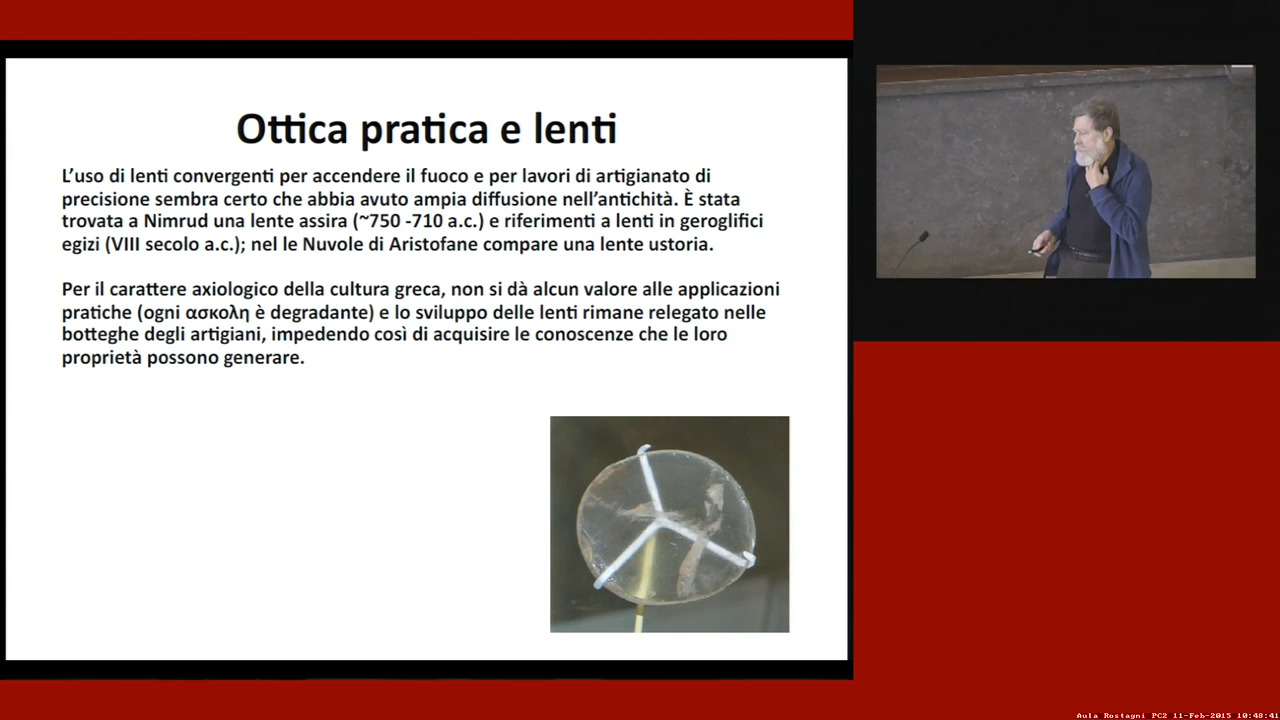 Ottica pratica e lenti
L’uso di lenti convergenti per accendere il fuoco e per lavori di artigianato di
precisione sembra certo che abbia avuto ampia diffusione nell’antichità. È stata
trovata a Nimrud una lente assira (~750 -710 a.c.) e riferimenti a lenti in geroglifici
egizi (VIII secolo a.c.); nel le Nuvole di Aristofane compare una lente ustoria.
Per il carattere axiologico della cultura greca, non si dà alcun valore alle applicazioni
pratiche (ogni ασκολη è degradante) e lo sviluppo delle lenti rimane relegato nelle
botteghe degli artigiani, impedendo così di acquisire le conoscenze che le loro
proprietà possono generare.
Aula Rostagni PC2 11-Feb-2015 10:48:41